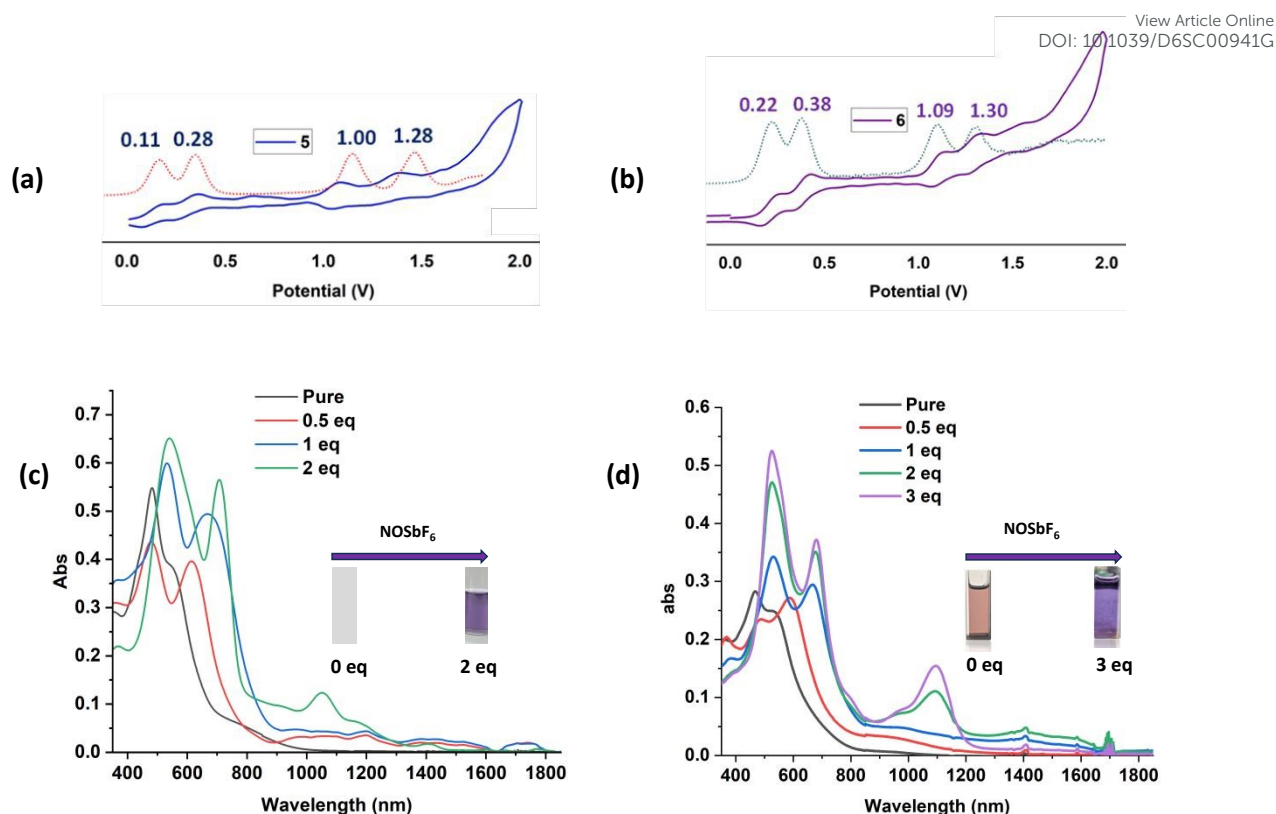 View Article Online
DOI: 10.1039/D6SC00941G
(a)
0.11 0.28 5 1.00 1.28
0.0 0.5 1.0 1.5 2.0
Potential (V)
(b)
0.22 0.38 6 1.09 1.30
0.0 0.5 1.0 1.5 2.0
Potential (V)
(c)
Pure
0.5 eq
1 eq
2 eq
0.7
0.6
0.5
0.4
0.3
0.2
0.1
0.0
Abs
NOSbF₆
0 eq 2 eq
400 600 800 1000 1200 1400 1600 1800
Wavelength (nm)
(d)
Pure
0.5 eq
1 eq
2 eq
3 eq
0.6
0.5
0.4
0.3
0.2
0.1
0.0
abs
NOSbF₆
0 eq 3 eq
400 600 800 1000 1200 1400 1600 1800
Wavelength (nm)